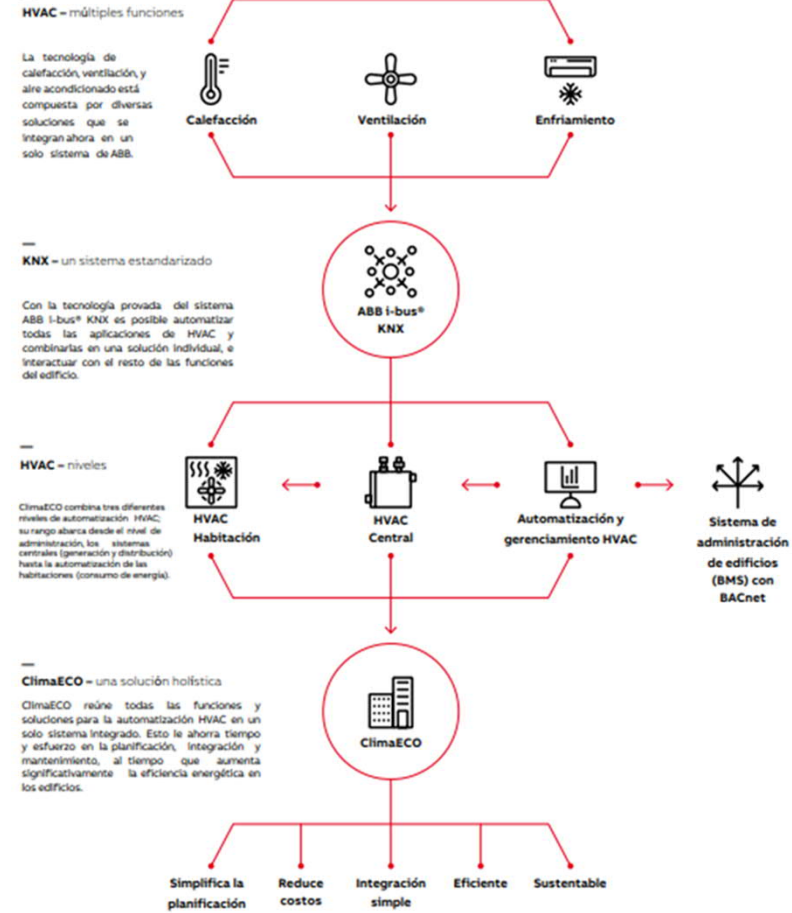 HVAC – múltiples funciones
La tecnología de
calefacción, ventilación, y
aire acondicionado está
compuesta por diversas
soluciones que se
integran ahora en un
solo sistema de ABB.
Calefacción
Ventilación
Enfriamiento
KNX – un sistema estandarizado
Con la tecnología provada del sistema
ABB i-bus® KNX es posible automatizar
todas las aplicaciones de HVAC y
combinarlas en una solución individual, e
interactuar con el resto de las funciones
del edificio.
ABB i-bus®
KNX
HVAC – niveles
ClimaECO combina tres diferentes
niveles de automatización HVAC;
su rango abarca desde el nivel de
administración, los sistemas
centrales (generación y distribución)
hasta la automatización de las
habitaciones (consumo de energía).
HVAC
Habitación
HVAC
Central
Automatización y
gerenciamiento HVAC
Sistema de
administración
de edificios
(BMS) con
BACnet
ClimaECO – una solución holística
ClimaECO reúne todas las funciones y
soluciones para la automatización HVAC en un
solo sistema integrado. Esto le ahorra tiempo
y esfuerzo en la planificación, integración y
mantenimiento, al tiempo que aumenta
significativamente la eficiencia energética en
los edificios.
ClimaECO
Simplifica la
planificación
Reduce
costos
Integración
simple
Eficiente
Sustentable